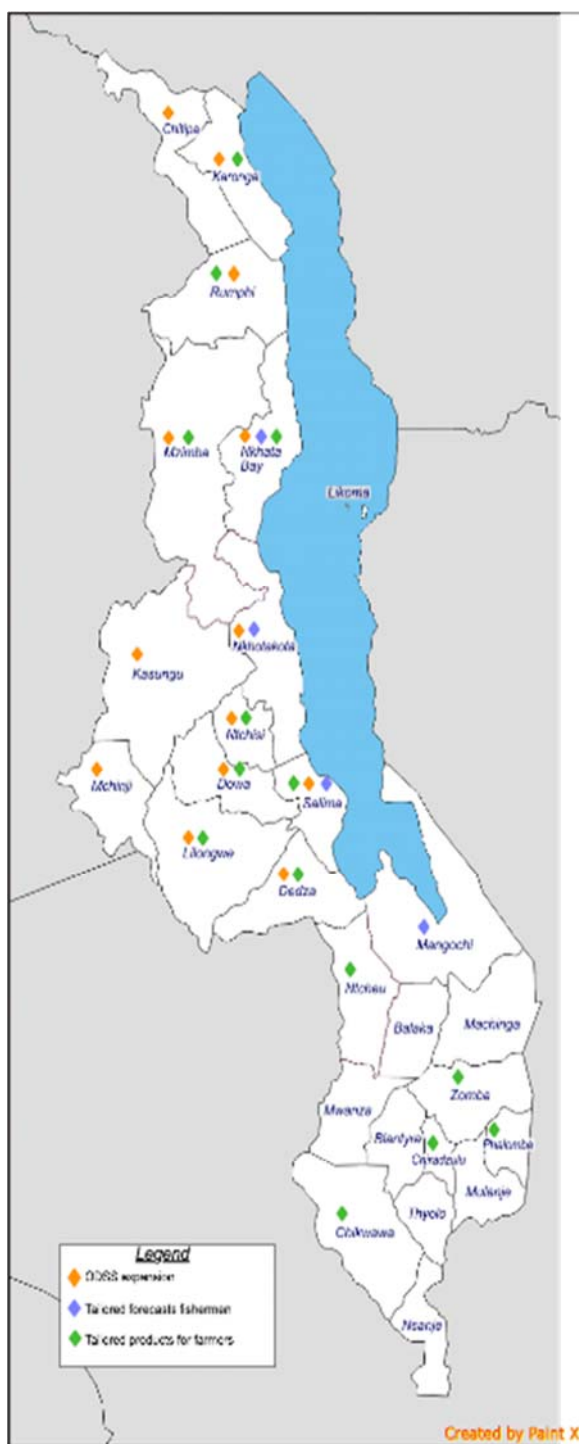 Chitipa
Karonga
Rumphi
Mzimba
Nkhata
Bay
Likoma
Nkhotakota
Kasungu
Ntchisi
Dowa
Salima
Mchinji
Lilongwe
Dedza
Mangochi
Ntcheu
Balaka
Machinga
Zomba
Mwanza
Blantyre
Chiradzulu
Phalombe
Mulanje
Thyolo
Chikwawa
Nsanje
Legend
ODSS expansion
Tailored forecasts fishermen
Tailored products for farmers
Created by Paint X